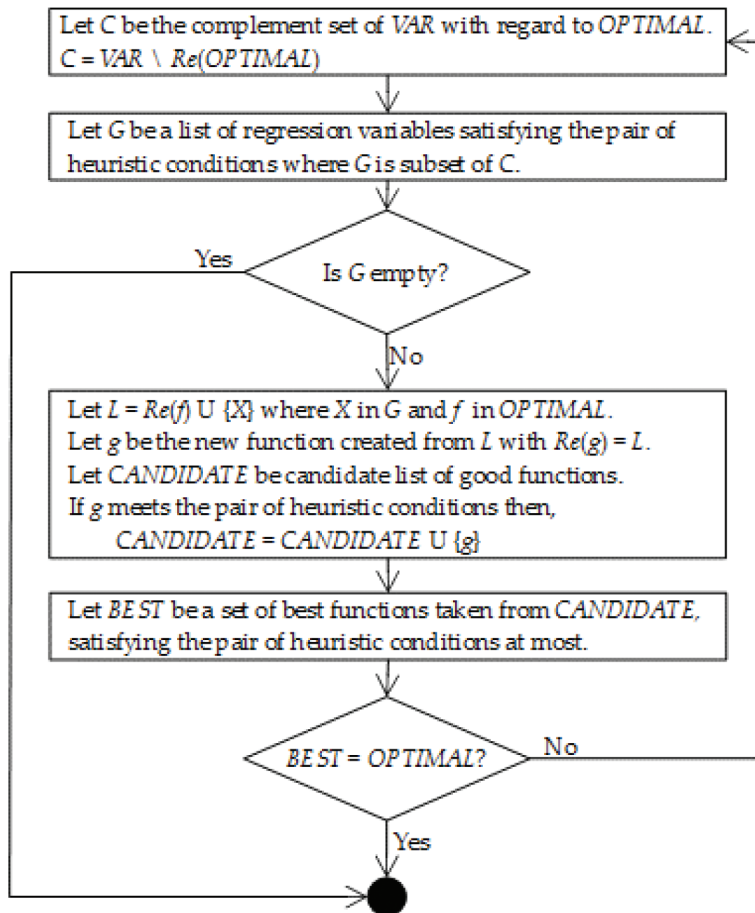 Let C be the complement set of VAR with regard to OPTIMAL.
C = VAR \ Re(OPTIMAL)
Let G be a list of regression variables satisfying the pair of
heuristic conditions where G is subset of C.
Yes
Is G empty?
No
Let L = Re(f) U {X} where X in G and f in OPTIMAL.
Let g be the new function created from L with Re(g) = L.
Let CANDIDATE be candidate list of good functions.
If g meets the pair of heuristic conditions then,
CANDIDATE = CANDIDATE U {g}
Let BEST be a set of best functions taken from CANDIDATE,
satisfying the pair of heuristic conditions at most.
BEST = OPTIMAL?
No
Yes